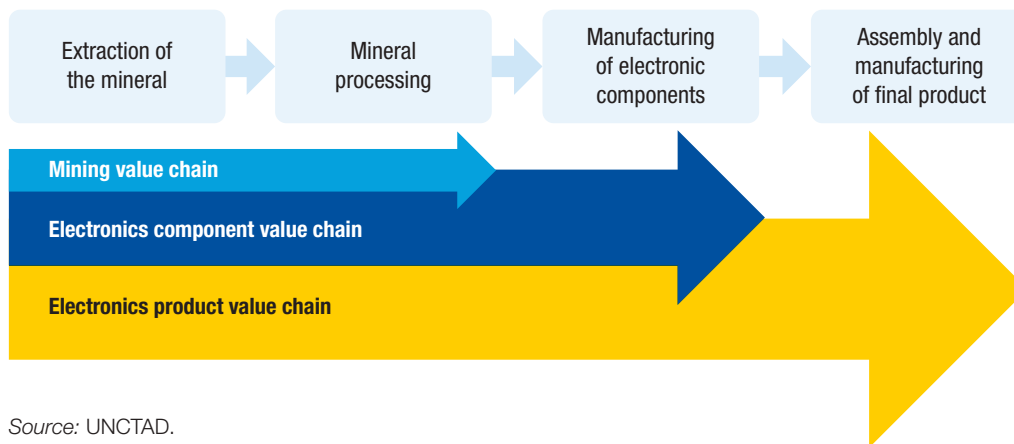 Extraction of
the mineral
Mineral
processing
Manufacturing
of electronic
components
Assembly and
manufacturing
of final product
Mining value chain
Electronics component value chain
Electronics product value chain
Source: UNCTAD.